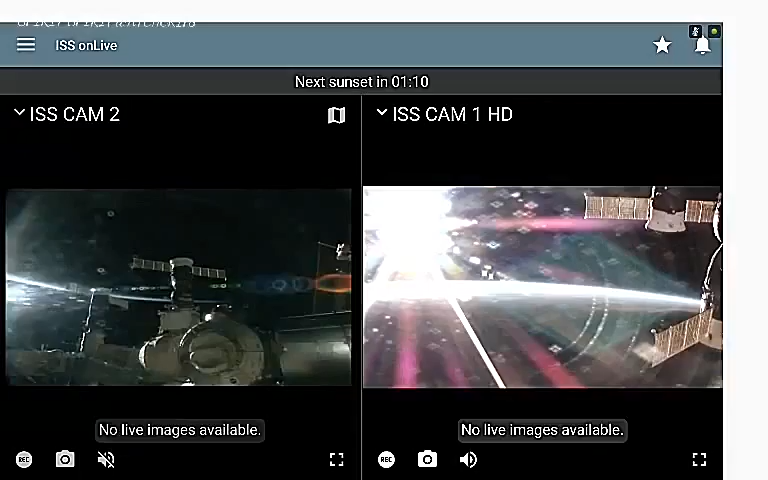 ISS onLive
Next sunset in 01:10
ISS CAM 2
ISS CAM 1 HD
No live images available.
No live images available.
REC
REC